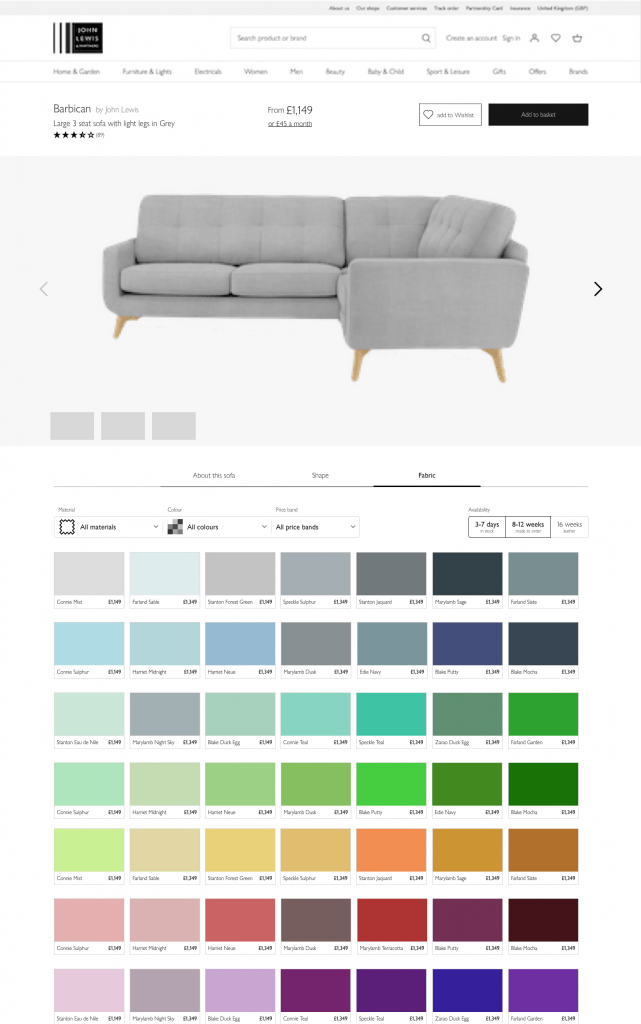 About us Our shops Customer services Track order Partnership Card Insurance United Kingdom (GBP)
JOHN
LEWIS
& PARTNERS
Search product or brand
Create an account Sign in
Home & Garden Furniture & Lights Electricals Women Men Beauty Baby & Child Sport & Leisure Gifts Offers Brands
Barbican by John Lewis
Large 3 seat sofa with light legs in Grey
(89)
From £1,149
or £45 a month
add to Wishlist
Add to basket
About this sofa Shape Fabric
Material Colour Price band Availability
All materials All colours All price bands
3-7 days 8-12 weeks 16 weeks
in stock made to order leather
Connie Mist £1,149 Farland Sable £1,349 Stanton Forest Green £1,149 Speckle Sulphur £1,349 Stanton Jaquard £1,349 Marylamb Sage £1,349 Farland Slate £1,349
Connie Sulphur £1,149 Harriet Midnight £1,149 Harriet Neue £1,349 Marylamb Dusk £1,349 Edie Navy £1,349 Blake Putty £1,349 Blake Mocha £1,349
Stanton Eau de Nile £1,149 Marylamb Night Sky £1,349 Blake Duck Egg £1,149 Connie Teal £1,349 Speckle Teal £1,349 Zarao Duck Egg £1,349 Farland Garden £1,349
Connie Sulphur £1,149 Harriet Midnight £1,149 Harriet Neue £1,349 Marylamb Dusk £1,349 Blake Putty £1,349 Edie Navy £1,349 Blake Mocha £1,349
Connie Mist £1,149 Farland Sable £1,349 Stanton Forest Green £1,149 Speckle Sulphur £1,349 Stanton Jaquard £1,349 Marylamb Sage £1,349 Farland Slate £1,349
Connie Sulphur £1,149 Harriet Midnight £1,149 Harriet Neue £1,349 Marylamb Dusk £1,349 Marylamb Terracotta £1,349 Blake Putty £1,349 Blake Mocha £1,349
Stanton Eau de Nile £1,149 Marylamb Night Sky £1,349 Blake Duck Egg £1,149 Connie Teal £1,349 Speckle Teal £1,349 Zarao Duck Egg £1,349 Farland Garden £1,349